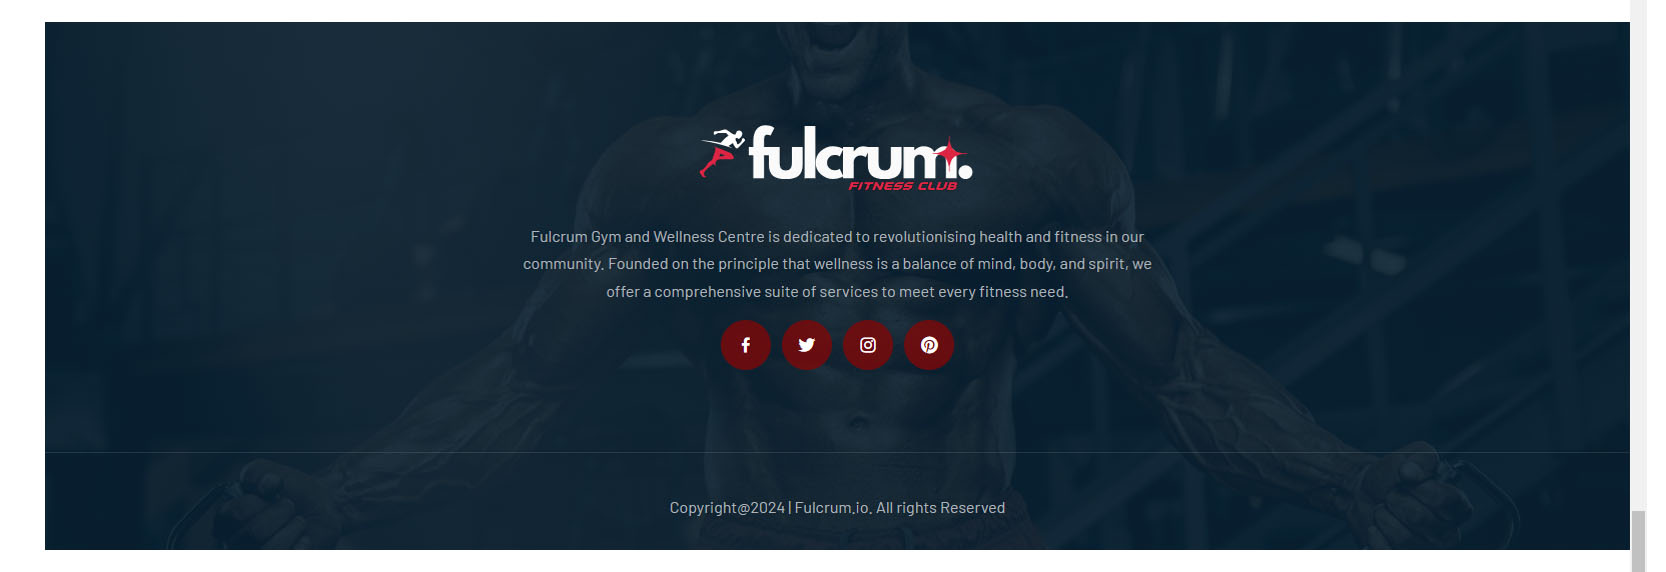 fulcrum.
FITNESS CLUB
Fulcrum Gym and Wellness Centre is dedicated to revolutionising health and fitness in our
community. Founded on the principle that wellness is a balance of mind, body, and spirit, we
offer a comprehensive suite of services to meet every fitness need.
Copyright@2024 | Fulcrum.io. All rights Reserved